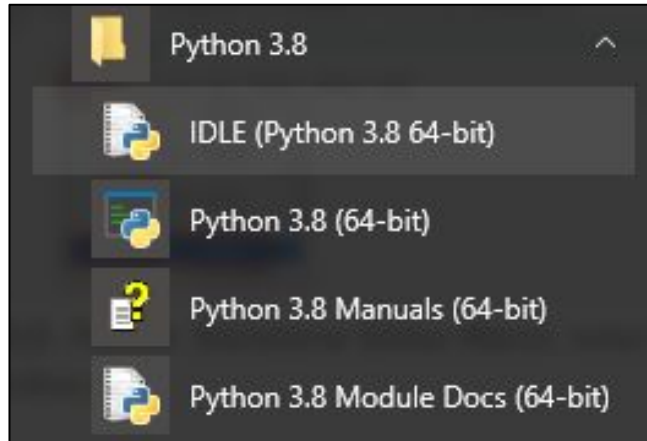 Python 3.8
IDLE (Python 3.8 64-bit)
Python 3.8 (64-bit)
Python 3.8 Manuals (64-bit)
Python 3.8 Module Docs (64-bit)